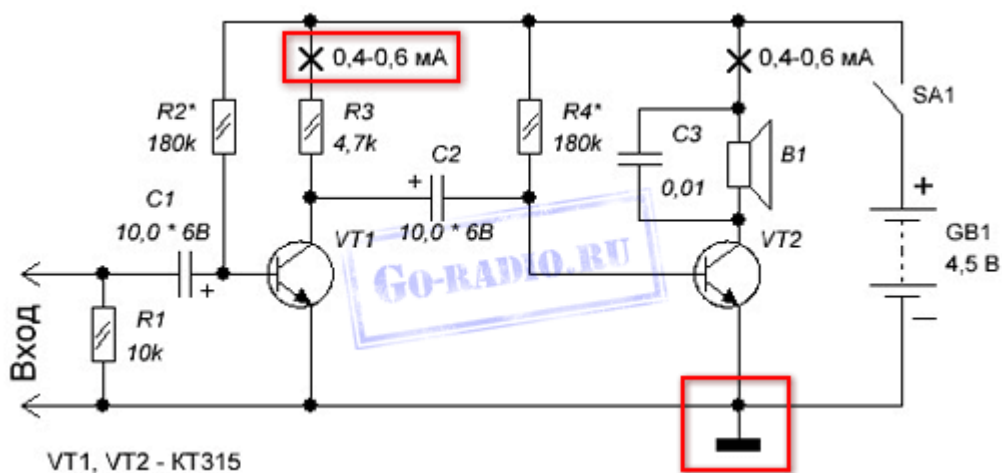 0,4-0,6 мА
0,4-0,6 мА
SA1
R2*
180k
R3
4,7k
R4*
180k
C3
0,01
B1
C2
+
10,0 * 6В
C1
10,0 * 6В
+
VT1
VT2
+
GB1
4,5 В
–
GO-RADIO.RU
Вход
R1
10k
VT1, VT2 - КТ315